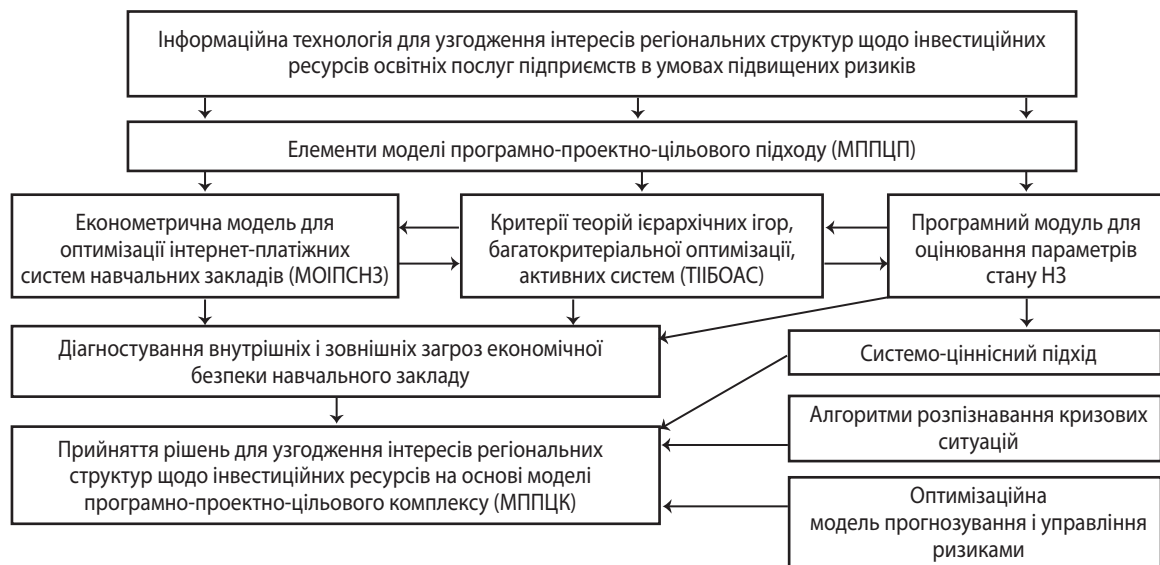 Інформаційна технологія для узгодження інтересів регіональних структур щодо інвестиційних
ресурсів освітніх послуг підприємств в умовах підвищених ризиків
Елементи моделі програмно-проектно-цільового підходу (МППЦП)
Економетрична модель для
оптимізації інтернет-платіжних
систем навчальних закладів (МОІПСНЗ)
Критерії теорій ієрархічних ігор,
багатокритеріальної оптимізації,
активних систем (ТІІБОАС)
Програмний модуль для
оцінювання параметрів
стану НЗ
Діагностування внутрішніх і зовнішніх загроз економічної
безпеки навчального закладу
Системо-ціннісний підхід
Алгоритми розпізнавання кризових
ситуацій
Прийняття рішень для узгодження інтересів регіональних
структур щодо інвестиційних ресурсів на основі моделі
програмно-проектно-цільового комплексу (МППЦК)
Оптимізаційна
модель прогнозування і управління
ризиками